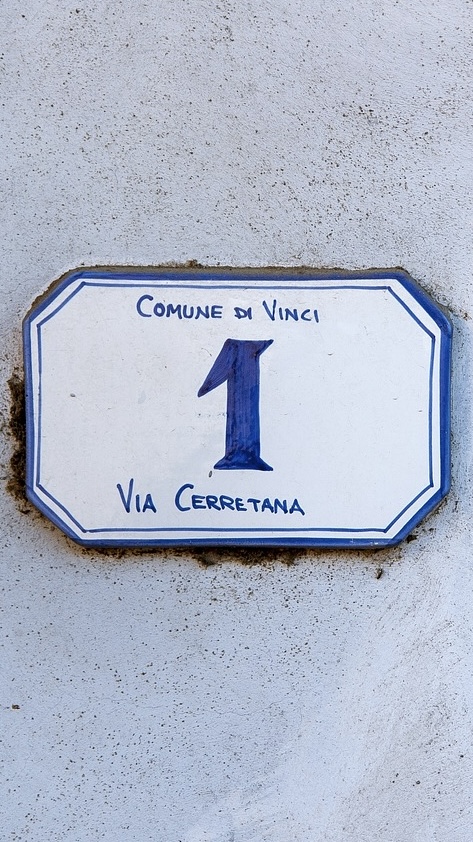 Comune di Vinci
1
Via Cerretana